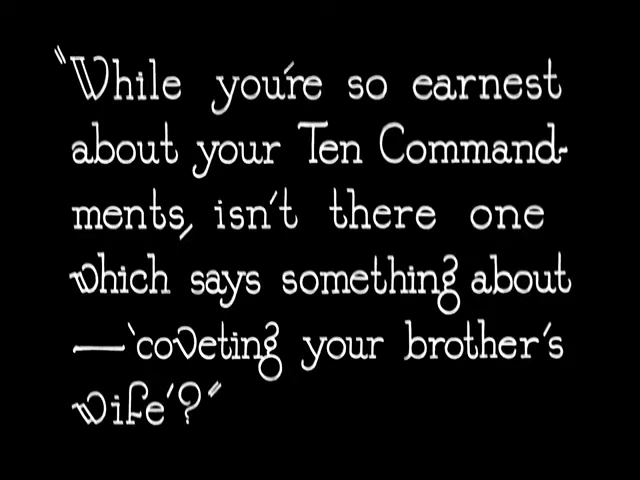 "While you're so earnest
about your Ten Command-
ments, isn't there one
which says something about
—'coveting your brother's
wife'?"